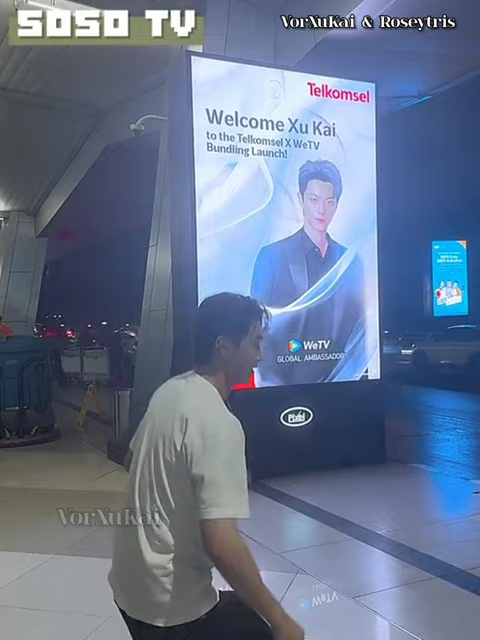 SOSO TV
VorXuKai & Roseytris
Telkomsel
Welcome Xu Kai
to the Telkomsel X WeTV
Bundling Launch!
WeTV
GLOBAL AMBASSADOR
Pixel
VorXuKai
WeTV